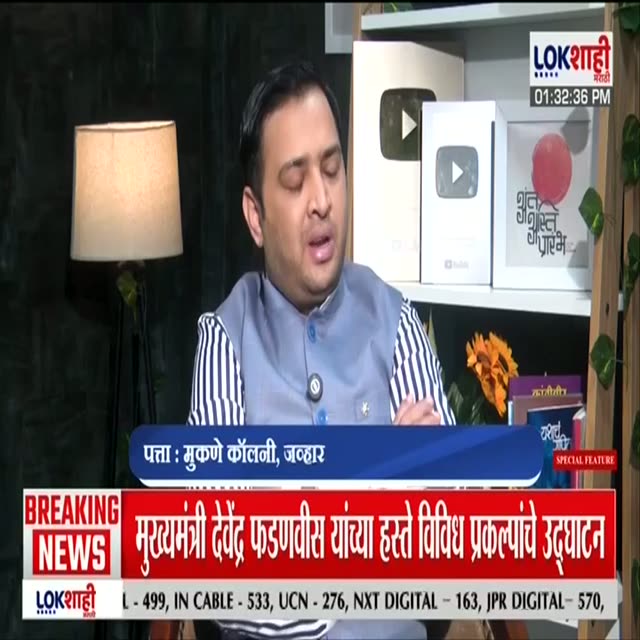 LOKशाही
मराठी
01:32:36 PM
शुभ
प्रारंभ
पत्ता : मुकणे कॉलनी, जव्हार
SPECIAL FEATURE
BREAKING
NEWS
मुख्यमंत्री देवेंद्र फडणवीस यांच्या हस्ते विविध प्रकल्पांचे उद्घाटन
LOKशाही
मराठी
L - 499, IN CABLE - 533, UCN - 276, NXT DIGITAL – 163, JPR DIGITAL – 570,